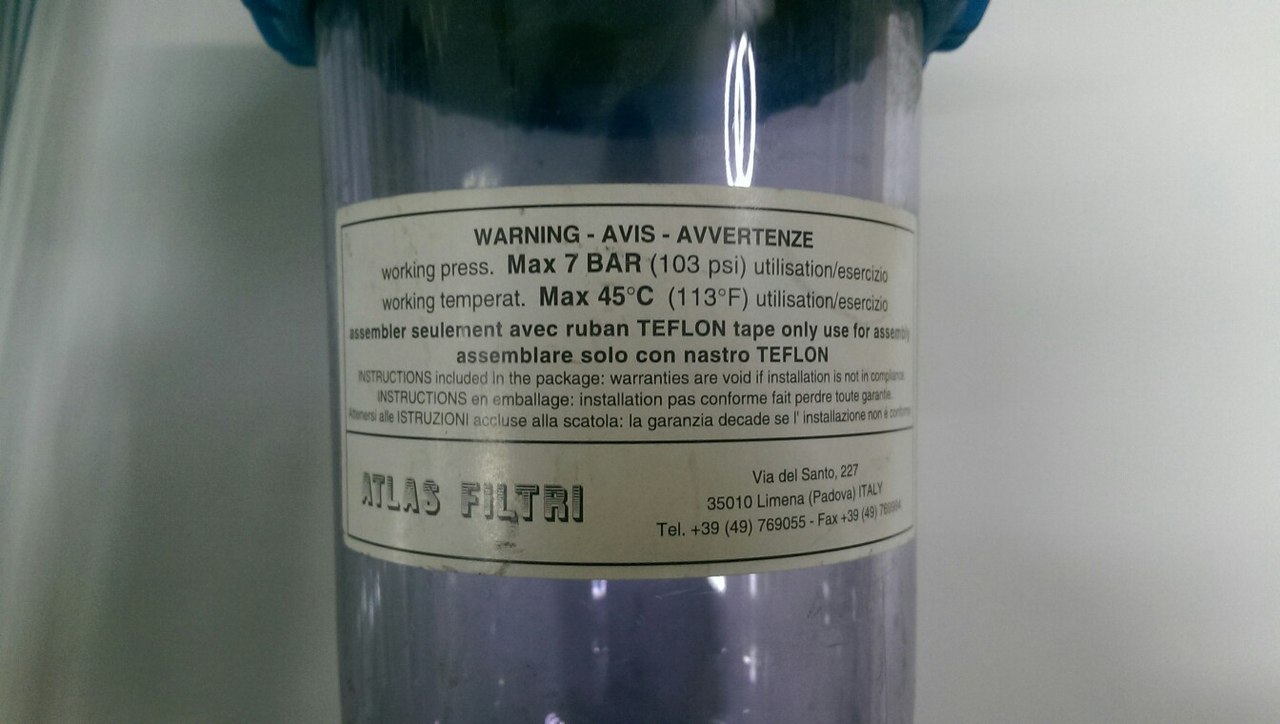 WARNING - AVIS - AVVERTENZE
working press. Max 7 BAR (103 psi) utilisation/esercizio
working temperat. Max 45°C (113°F) utilisation/esercizio
assembler seulement avec ruban TEFLON tape only use for assembly
assemblare solo con nastro TEFLON
INSTRUCTIONS included In the package: warranties are void if installation is not in compliance.
INSTRUCTIONS en emballage: installation pas conforme fait perdre toute garantie.
Attenersi alle ISTRUZIONI accluse alla scatola: la garanzia decade se l' installazione non è conforme
ATLAS FILTRI
Via del Santo, 227
35010 Limena (Padova) ITALY
Tel. +39 (49) 769055 - Fax +39 (49)